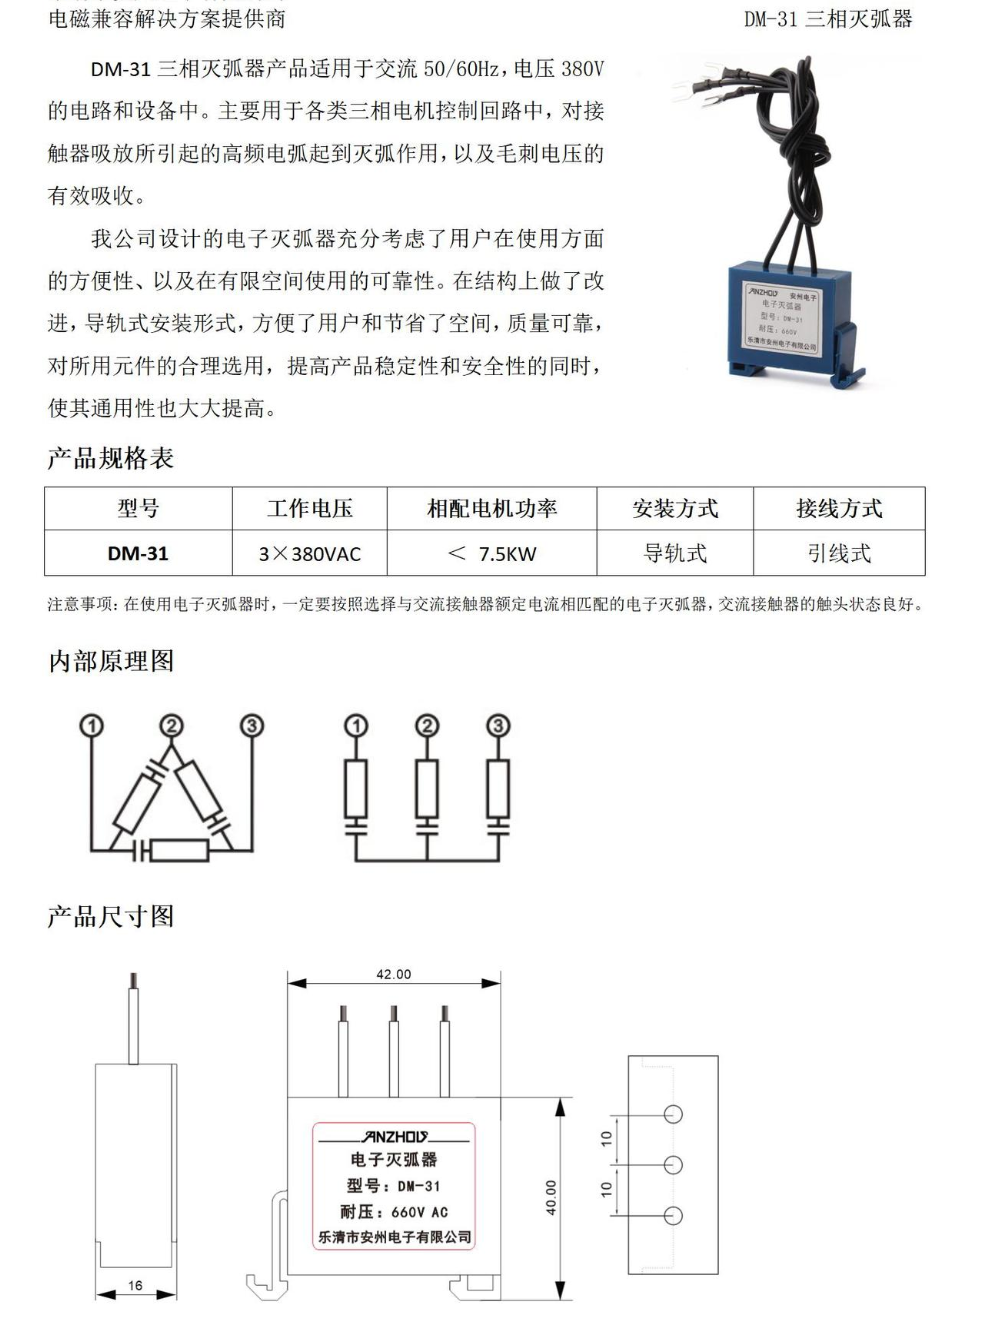 电磁兼容解决方案提供商
DM-31 三相灭弧器
DM-31 三相灭弧器产品适用于交流 50/60Hz，电压 380V
的电路和设备中。主要用于各类三相电机控制回路中，对接
触器吸放所引起的高频电弧起到灭弧作用，以及毛刺电压的
有效吸收。
我公司设计的电子灭弧器充分考虑了用户在使用方面
的方便性、以及在有限空间使用的可靠性。在结构上做了改
进，导轨式安装形式，方便了用户和节省了空间，质量可靠，
对所用元件的合理选用，提高产品稳定性和安全性的同时，
使其通用性也大大提高。
ANZHOU 安州电子
电子灭弧器
型号：DM-31
耐压：660V
乐清市安州电子有限公司
产品规格表
型号 工作电压 相配电机功率 安装方式 接线方式
DM-31 3×380VAC ＜ 7.5KW 导轨式 引线式
注意事项：在使用电子灭弧器时，一定要按照选择与交流接触器额定电流相匹配的电子灭弧器，交流接触器的触头状态良好。
内部原理图
① ② ③ ① ② ③
产品尺寸图
42.00
ANZHOU
电子灭弧器
型号：DM-31
耐压：660V AC
乐清市安州电子有限公司
40.00
10
10
16